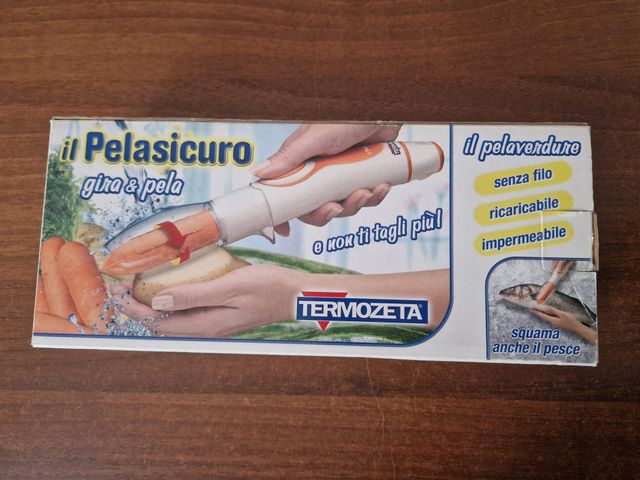 il Pelasicuro
gira & pela
e non ti tagli più!
TERMOZETA
il pelaverdure
senza filo
ricaricabile
impermeabile
squama
anche il pesce